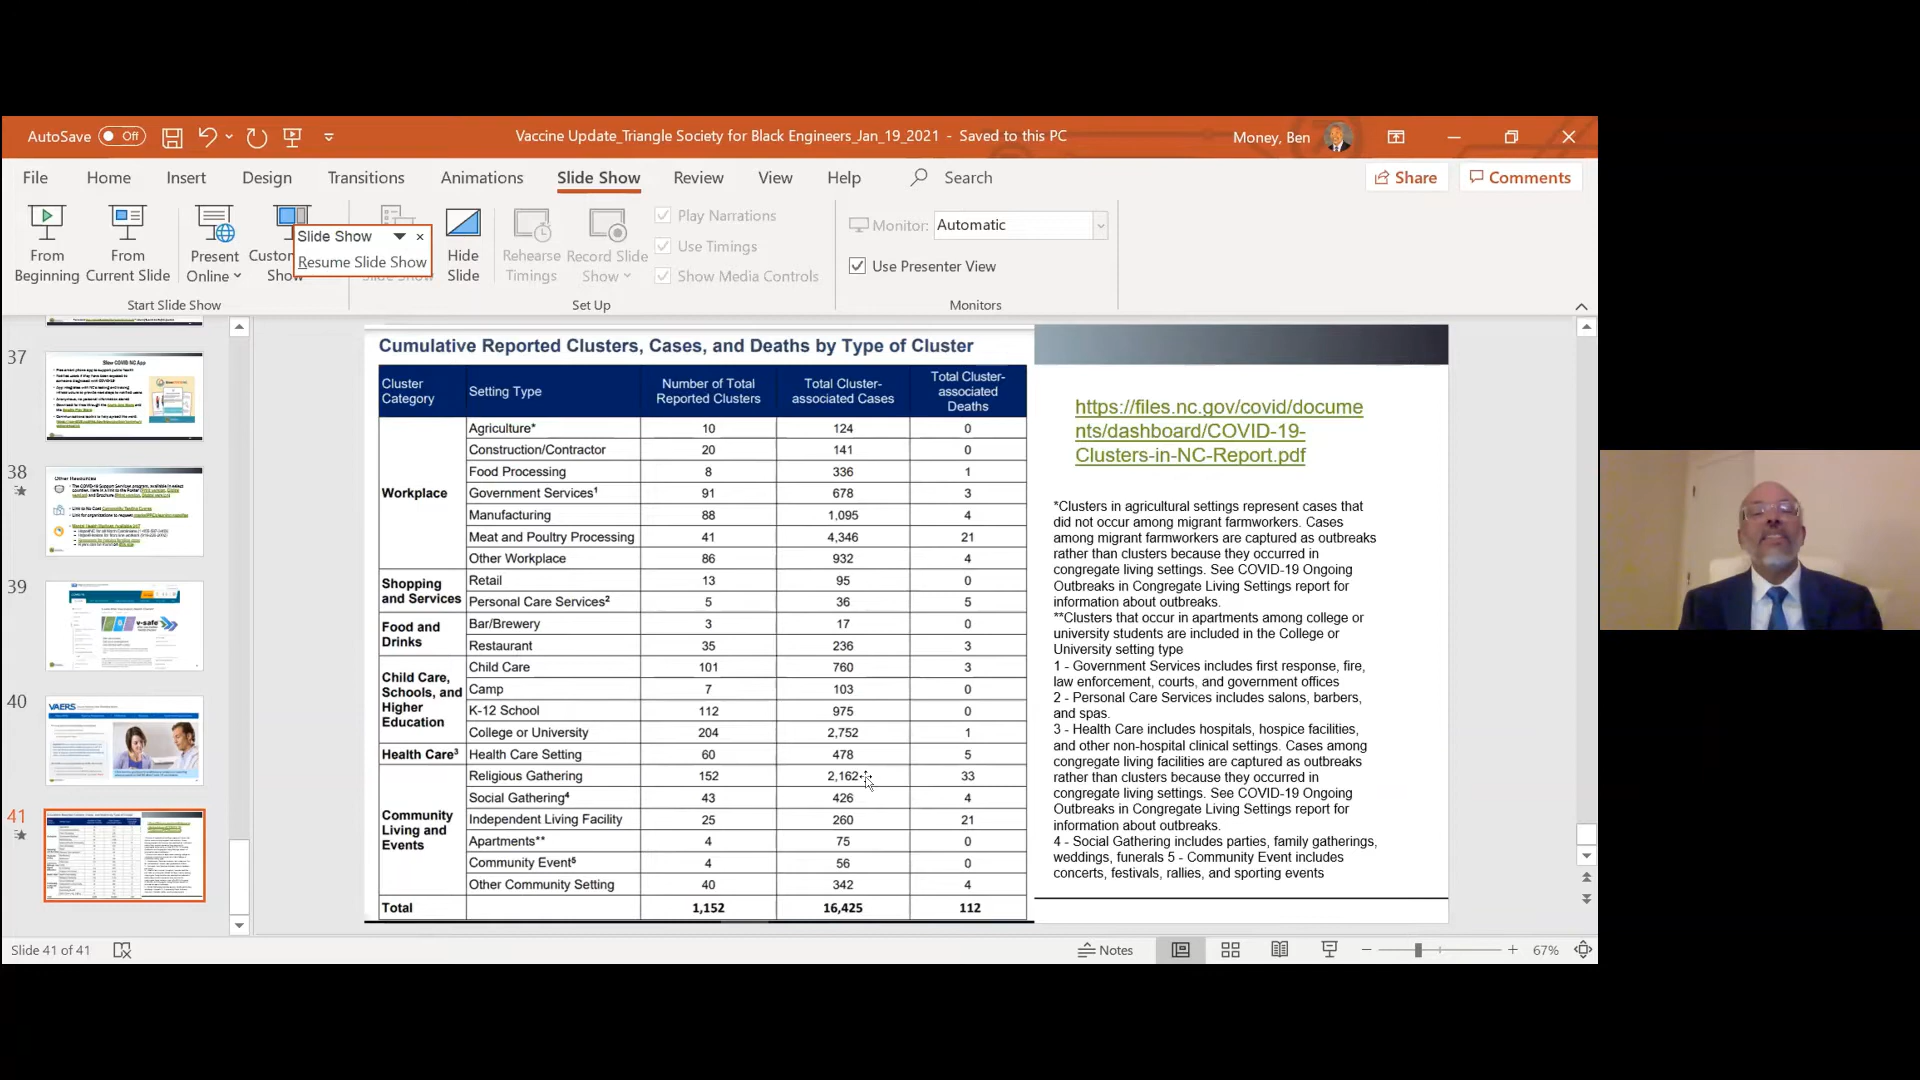 AutoSave Off
Vaccine Update_Triangle Society for Black Engineers_Jan_19_2021 - Saved to this PC
Money, Ben
File Home Insert Design Transitions Animations Slide Show Review View Help Search Share Comments
From Beginning
From Current Slide
Present Online
Custom Show
Slide Show
Resume Slide Show
Hide Slide
Rehearse Timings
Record Slide Show
Play Narrations
Use Timings
Show Media Controls
Monitor: Automatic
Use Presenter View
Start Slide Show
Set Up
Monitors
37
38
Other Resources
39
v-safe
40
VAERS
41
Cumulative Reported Clusters, Cases, and Deaths by Type of Cluster
Cluster Category Setting Type Number of Total Reported Clusters Total Cluster-associated Cases Total Cluster-associated Deaths
Workplace
Agriculture* 10 124 0
Construction/Contractor 20 141 0
Food Processing 8 336 1
Government Services1 91 678 3
Manufacturing 88 1,095 4
Meat and Poultry Processing 41 4,346 21
Other Workplace 86 932 4
Shopping and Services
Retail 13 95 0
Personal Care Services2 5 36 5
Food and Drinks
Bar/Brewery 3 17 0
Restaurant 35 236 3
Child Care, Schools, and Higher Education
Child Care 101 760 3
Camp 7 103 0
K-12 School 112 975 0
College or University 204 2,752 1
Health Care3 Health Care Setting 60 478 5
Community Living and Events
Religious Gathering 152 2,162 33
Social Gathering4 43 426 4
Independent Living Facility 25 260 21
Apartments** 4 75 0
Community Event5 4 56 0
Other Community Setting 40 342 4
Total 1,152 16,425 112
https://files.nc.gov/covid/docume
nts/dashboard/COVID-19-
Clusters-in-NC-Report.pdf
*Clusters in agricultural settings represent cases that
did not occur among migrant farmworkers. Cases
among migrant farmworkers are captured as outbreaks
rather than clusters because they occurred in
congregate living settings. See COVID-19 Ongoing
Outbreaks in Congregate Living Settings report for
information about outbreaks.
**Clusters that occur in apartments among college or
university students are included in the College or
University setting type
1 - Government Services includes first response, fire,
law enforcement, courts, and government offices
2 - Personal Care Services includes salons, barbers,
and spas.
3 - Health Care includes hospitals, hospice facilities,
and other non-hospital clinical settings. Cases among
congregate living facilities are captured as outbreaks
rather than clusters because they occurred in
congregate living settings. See COVID-19 Ongoing
Outbreaks in Congregate Living Settings report for
information about outbreaks.
4 - Social Gathering includes parties, family gatherings,
weddings, funerals 5 - Community Event includes
concerts, festivals, rallies, and sporting events
Slide 41 of 41
Notes
67%